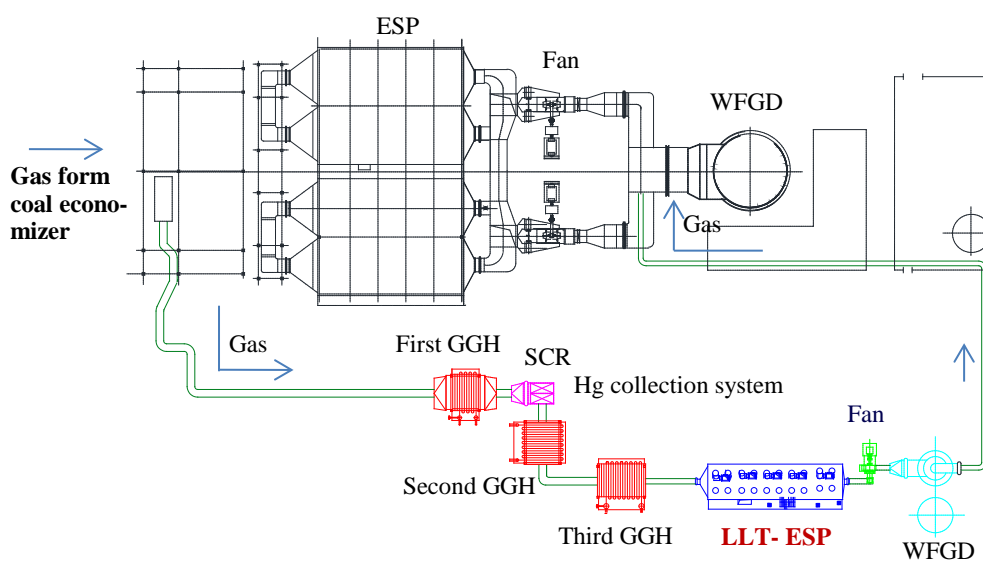 ESP
Fan
WFGD
Gas form
coal econo-
mizer
Gas
Gas
First GGH
SCR
Hg collection system
Fan
Second GGH
Third GGH
LLT- ESP
WFGD